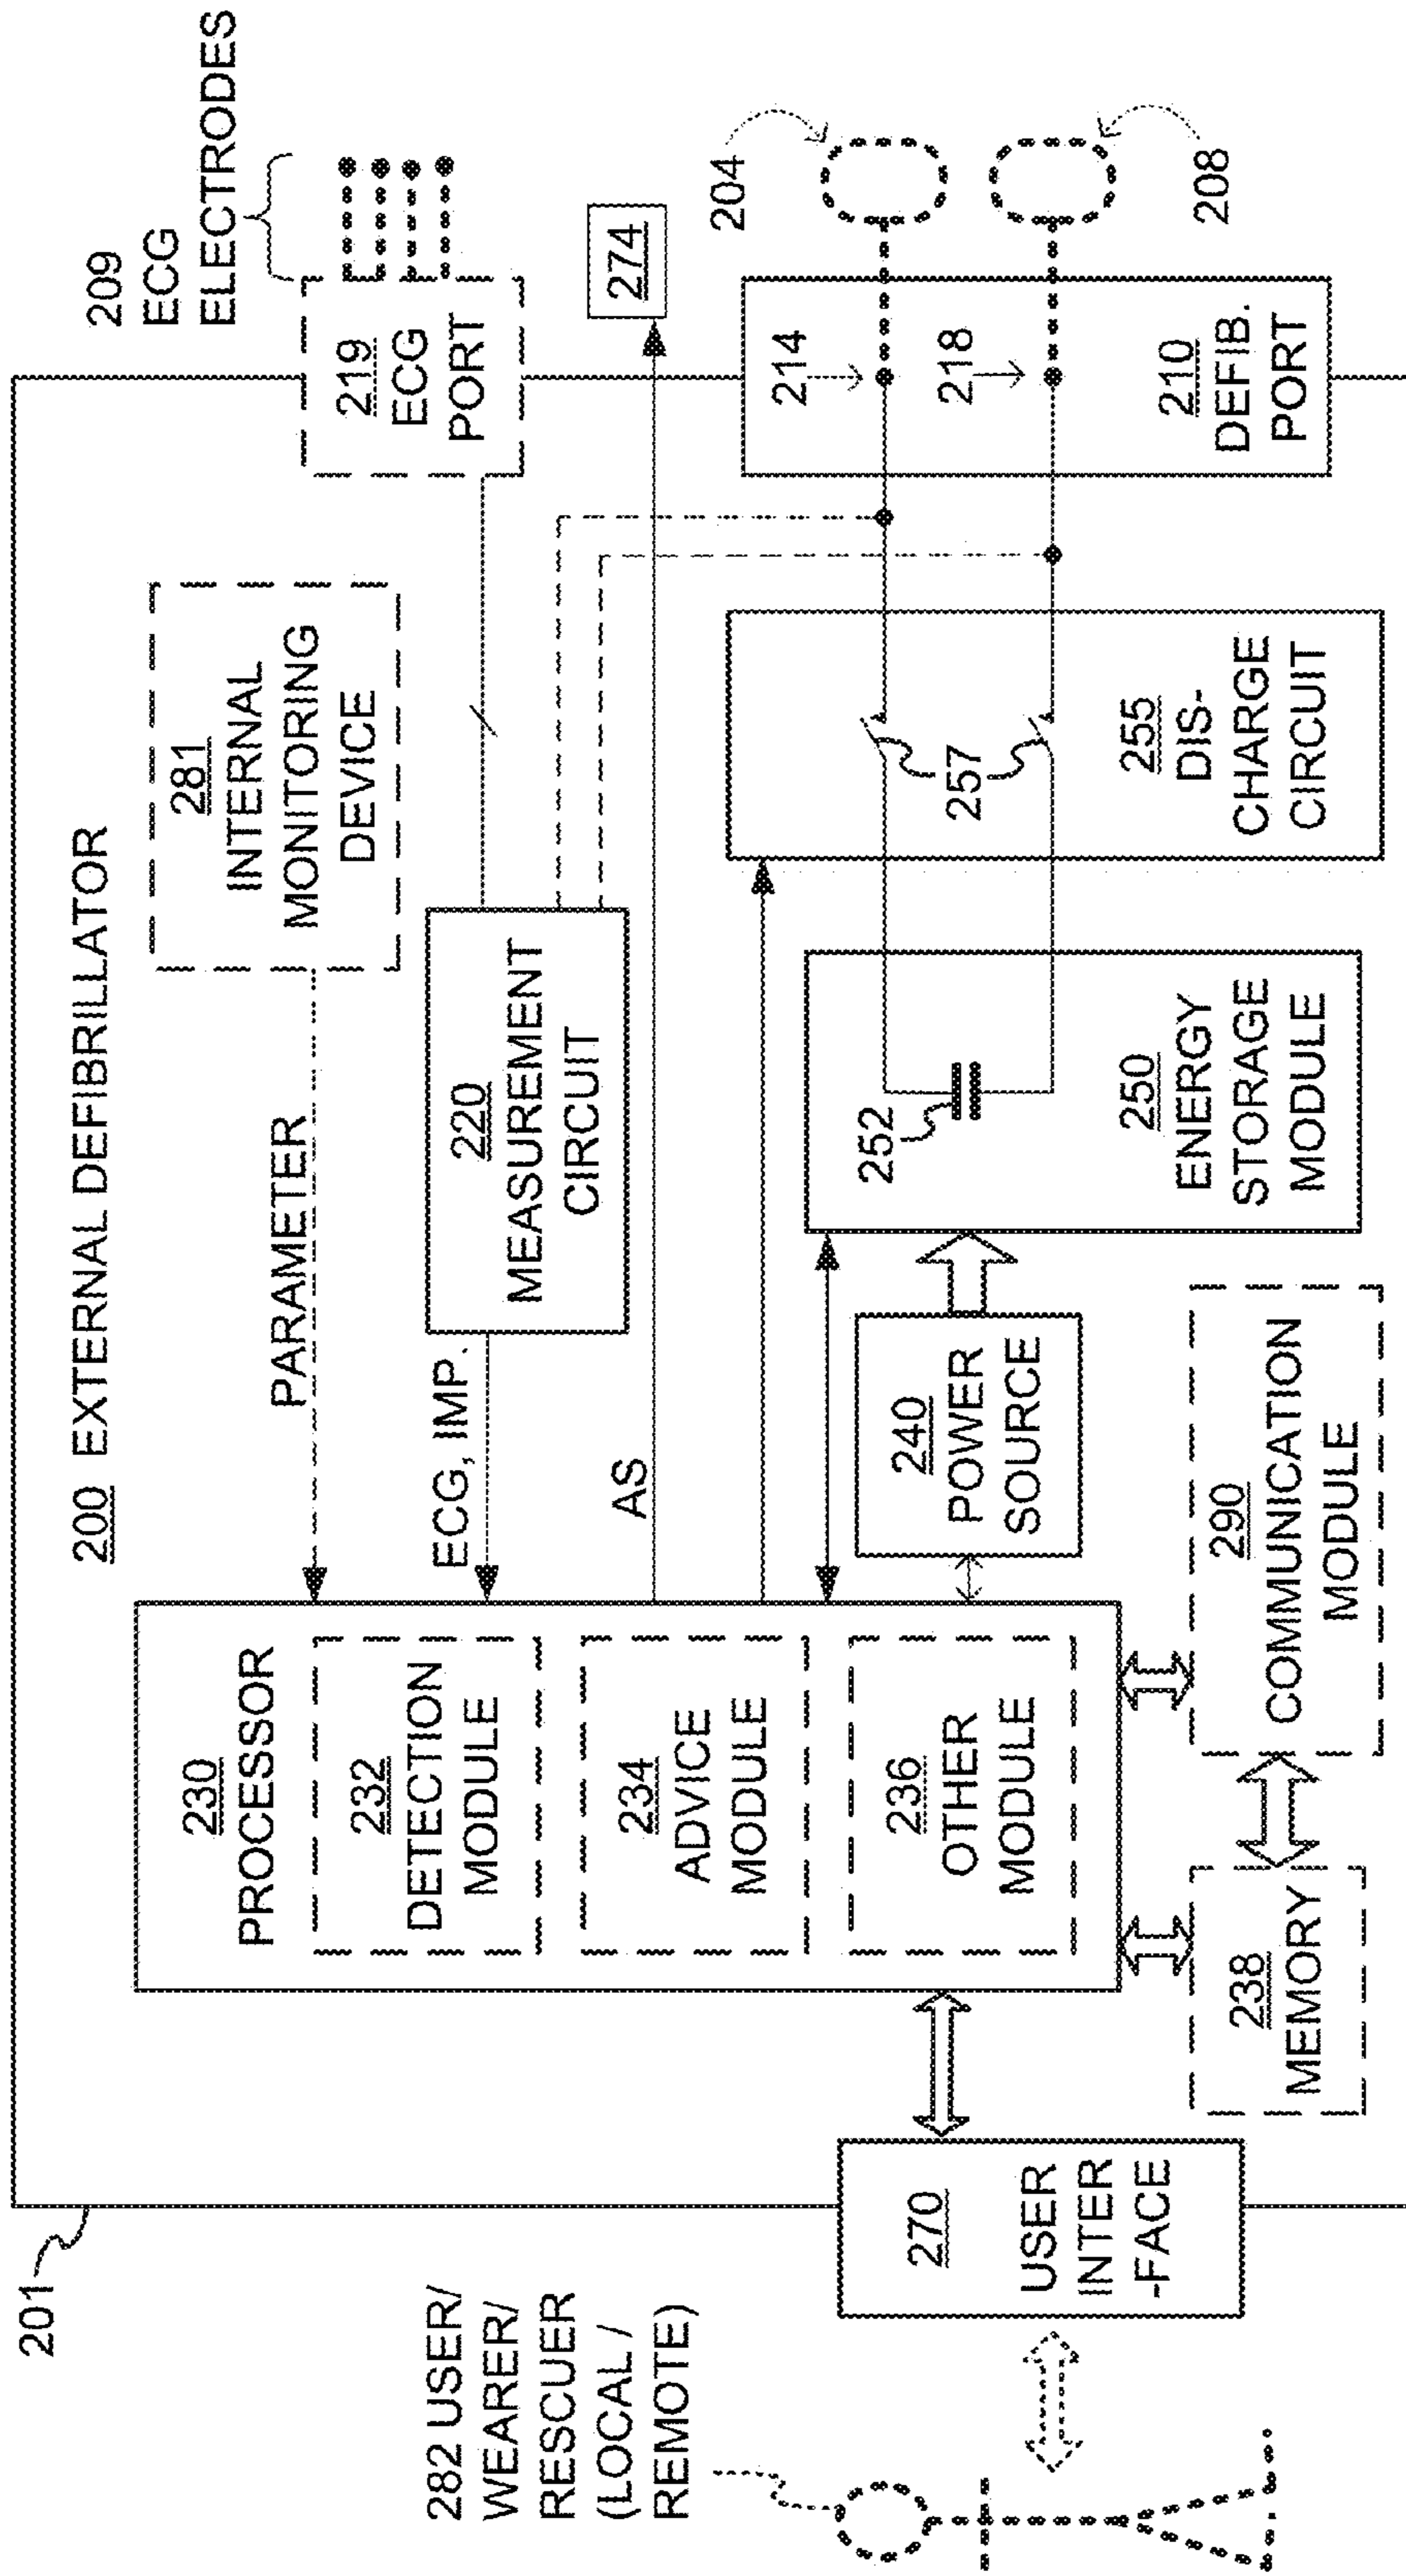 201
200 EXTERNAL DEFIBRILLATOR
209
ECG
ELECTRODES
282 USER/
WEARER/
RESCUER
(LOCAL /
REMOTE)
270
USER
INTER
-FACE
230
PROCESSOR
232
DETECTION
MODULE
234
ADVICE
MODULE
236
OTHER
MODULE
238
MEMORY
290
COMMUNICATION
MODULE
PARAMETER
ECG, IMP.
AS
281
INTERNAL
MONITORING
DEVICE
220
MEASUREMENT
CIRCUIT
240
POWER
SOURCE
252
250
ENERGY
STORAGE
MODULE
257
255
DIS-
CHARGE
CIRCUIT
219
ECG
PORT
274
214
218
210
DEFIB.
PORT
204
208